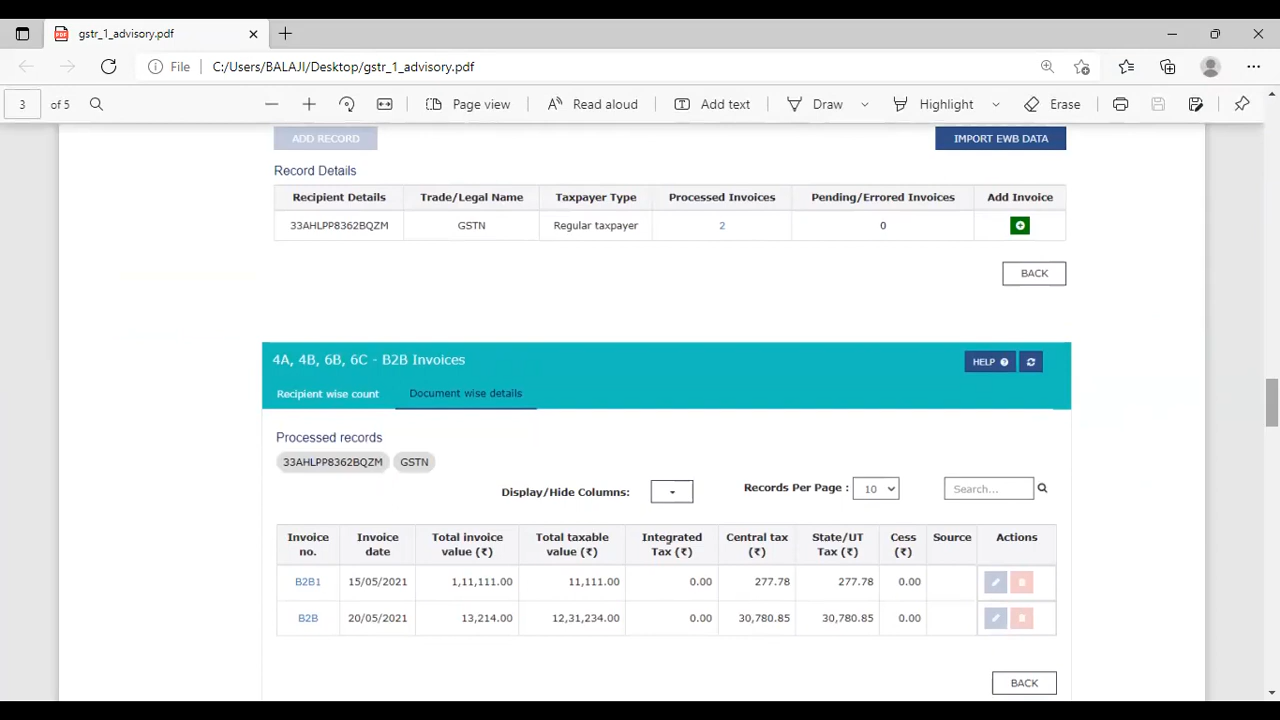 gstr_1_advisory.pdf
File C:/Users/BALAJI/Desktop/gstr_1_advisory.pdf
3 of 5 Page view Read aloud Add text Draw Highlight Erase
ADD RECORD IMPORT EWB DATA
Record Details
Recipient Details Trade/Legal Name Taxpayer Type Processed Invoices Pending/Errored Invoices Add Invoice
33AHLPP8362BQZM GSTN Regular taxpayer 2 0
BACK
4A, 4B, 6B, 6C - B2B Invoices HELP
Recipient wise count Document wise details
Processed records
33AHLPP8362BQZM GSTN
Display/Hide Columns: Records Per Page : 10 Search...
Invoice no. Invoice date Total invoice value (₹) Total taxable value (₹) Integrated Tax (₹) Central tax (₹) State/UT Tax (₹) Cess (₹) Source Actions
B2B1 15/05/2021 1,11,111.00 11,111.00 0.00 277.78 277.78 0.00
B2B 20/05/2021 13,214.00 12,31,234.00 0.00 30,780.85 30,780.85 0.00
BACK